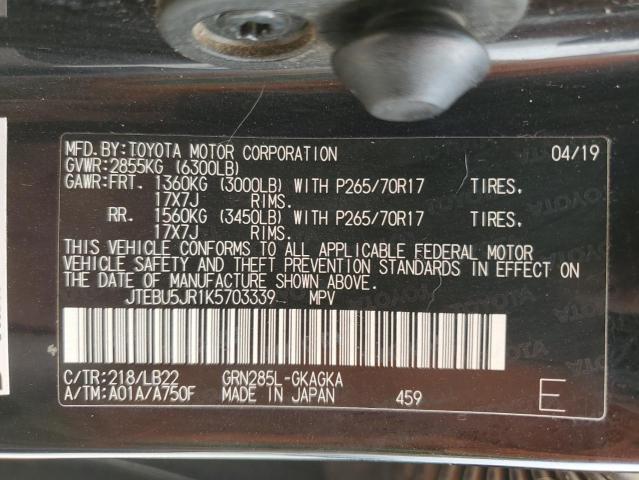 MFD.BY:TOYOTA MOTOR CORPORATION 04/19
GVWR:2855KG (6300LB)
GAWR:FRT. 1360KG (3000LB) WITH P265/70R17 TIRES,
17X7J RIMS.
RR. 1560KG (3450LB) WITH P265/70R17 TIRES,
17X7J RIMS.
THIS VEHICLE CONFORMS TO ALL APPLICABLE FEDERAL MOTOR
VEHICLE SAFETY AND THEFT PREVENTION STANDARDS IN EFFECT ON
THE DATE OF MANUFACTURE SHOWN ABOVE.
JTEBU5JR1K5703339 MPV
C/TR:218/LB22 GRN285L-GKAGKA
A/TM:A01A/A750F MADE IN JAPAN 459 E